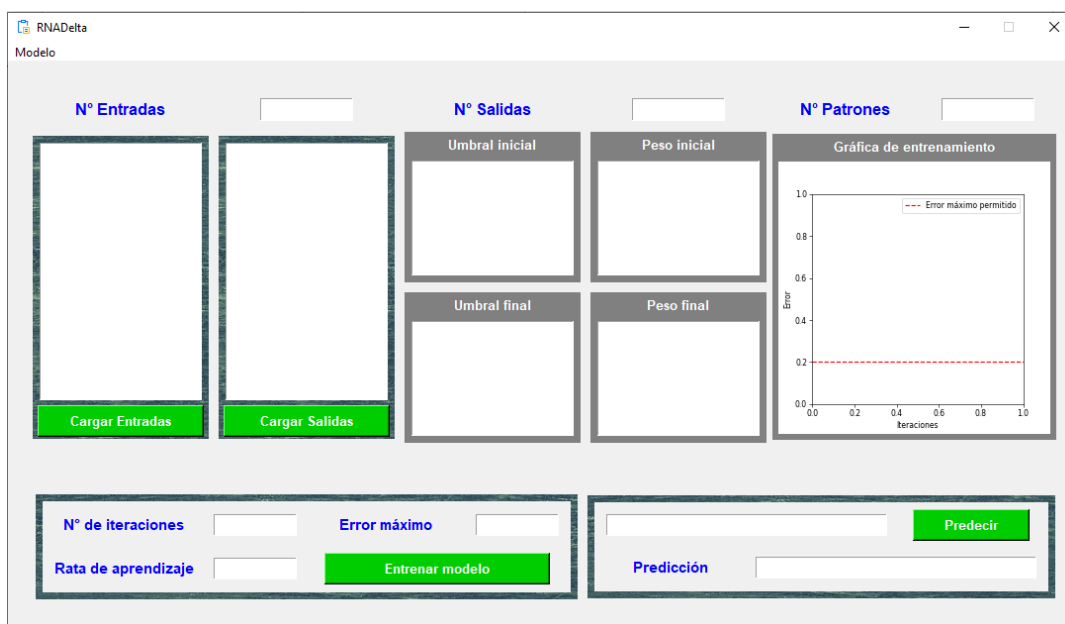 RNADelta
Modelo
N° Entradas
N° Salidas
N° Patrones
Umbral inicial
Peso inicial
Gráfica de entrenamiento
1.0
Error máximo permitido
0.8
0.6
Error
0.4
0.2
0.0
0.0 0.2 0.4 0.6 0.8 1.0
Iteraciones
Umbral final
Peso final
Cargar Entradas
Cargar Salidas
N° de iteraciones
Error máximo
Rata de aprendizaje
Entrenar modelo
Predecir
Predicción